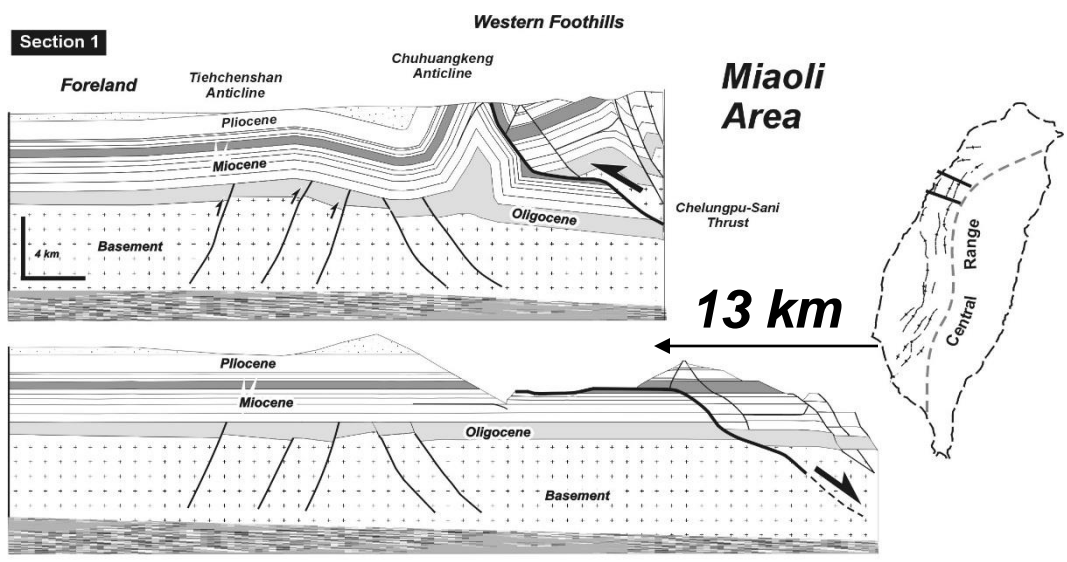 Western Foothills
Section 1
Chuhuangkeng
Anticline
Tiehchenshan
Anticline
Foreland
Miaoli
Area
Pliocene
Miocene
Oligocene
Chelungpu-Sani
Thrust
Basement
4 km
13 km
Central Range
Pliocene
Miocene
Oligocene
Basement